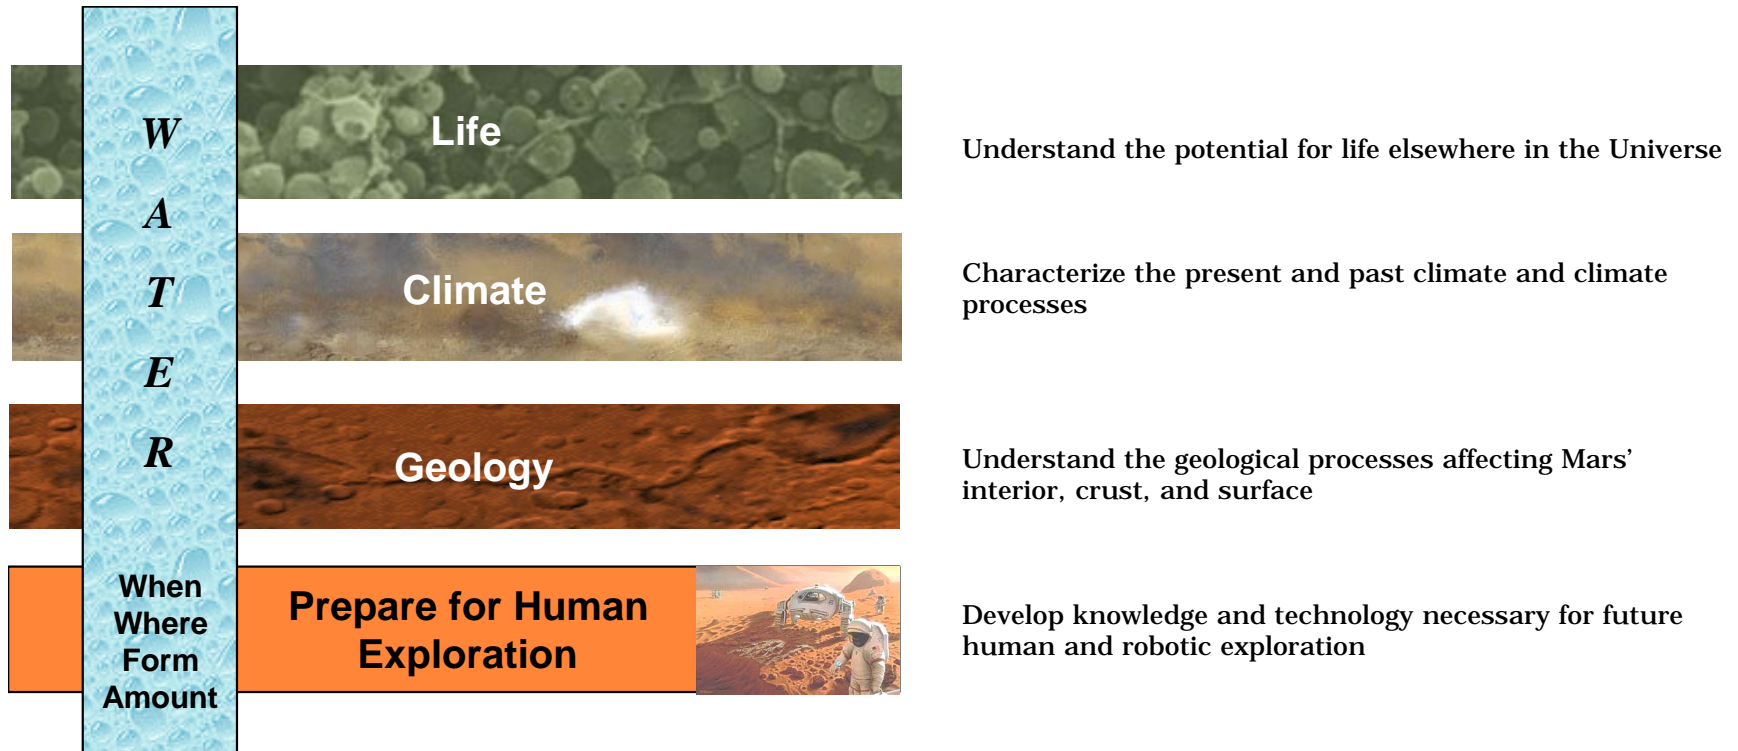 W
A
T
E
R
When
Where
Form
Amount
Life
Understand the potential for life elsewhere in the Universe
Climate
Characterize the present and past climate and climate
processes
Geology
Understand the geological processes affecting Mars’
interior, crust, and surface
Prepare for Human
Exploration
Develop knowledge and technology necessary for future
human and robotic exploration